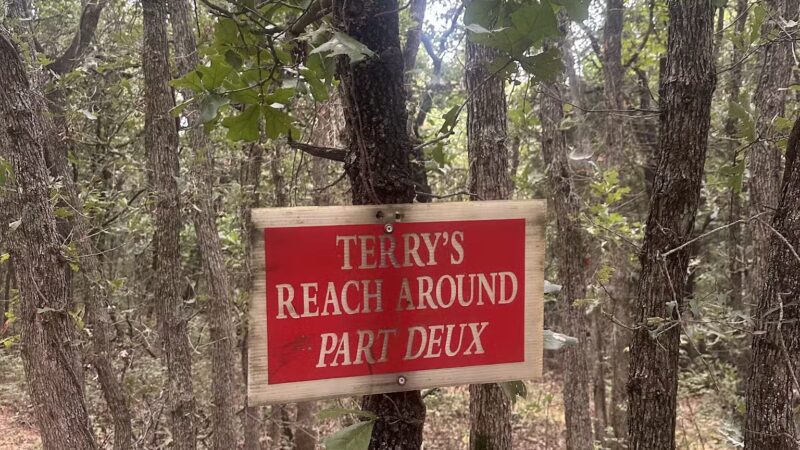 TERRY'S
REACH AROUND
PART DEUX